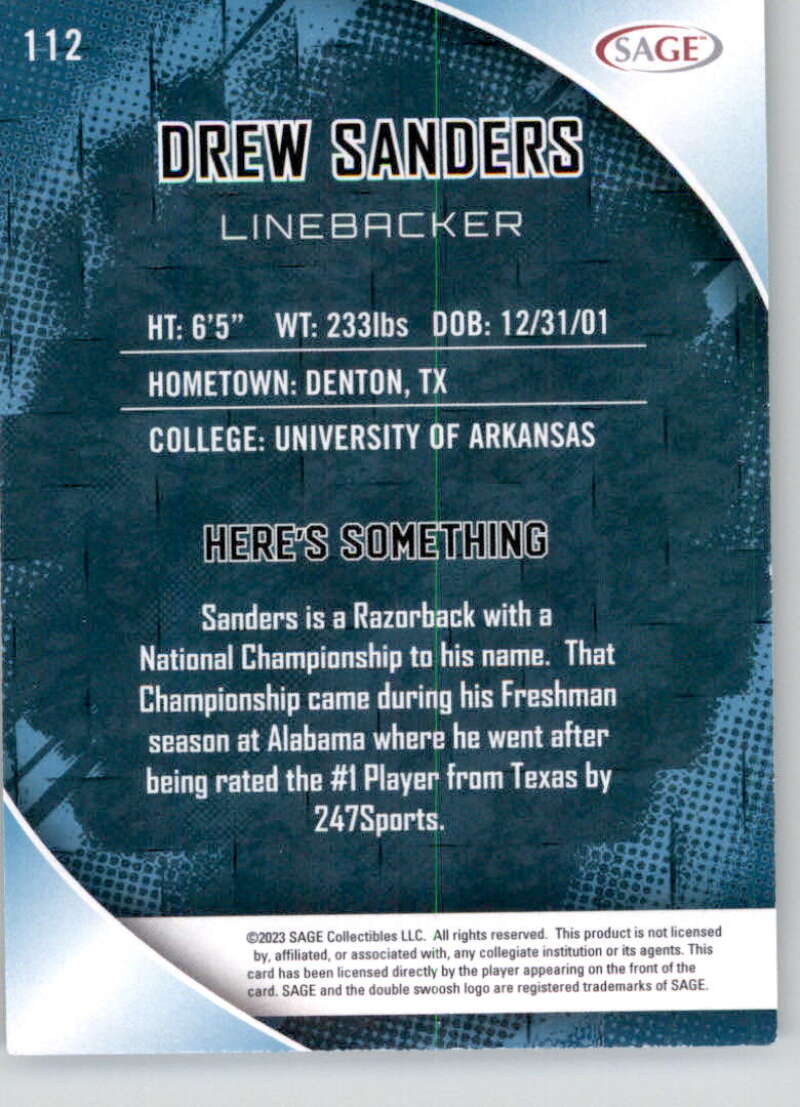 112
SAGE™
DREW SANDERS
LINEBACKER
HT: 6'5" WT: 233lbs DOB: 12/31/01
HOMETOWN: DENTON, TX
COLLEGE: UNIVERSITY OF ARKANSAS
HERE'S SOMETHING
Sanders is a Razorback with a
National Championship to his name. That
Championship came during his Freshman
season at Alabama where he went after
being rated the #1 Player from Texas by
247Sports.
©2023 SAGE Collectibles LLC. All rights reserved. This product is not licensed
by, affiliated, or associated with, any collegiate institution or its agents. This
card has been licensed directly by the player appearing on the front of the
card. SAGE and the double swoosh logo are registered trademarks of SAGE.